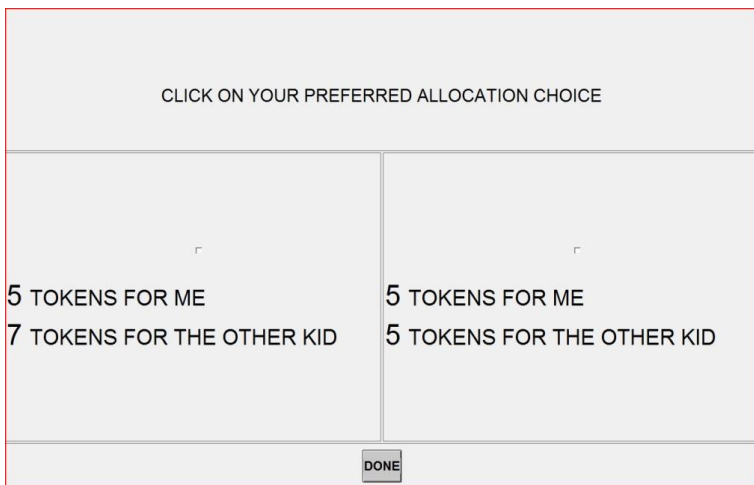 CLICK ON YOUR PREFERRED ALLOCATION CHOICE
5 TOKENS FOR ME
7 TOKENS FOR THE OTHER KID
5 TOKENS FOR ME
5 TOKENS FOR THE OTHER KID
DONE